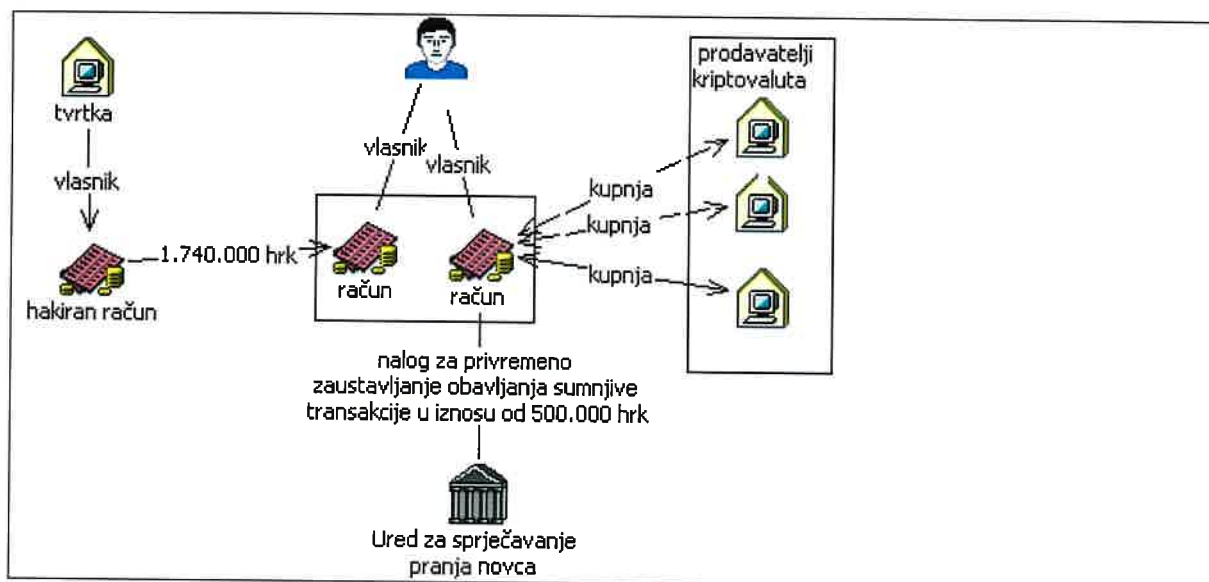 tvrtka
vlasnik
hakiran račun
1.740.000 hrk
vlasnik
vlasnik
račun
račun
kupnja
kupnja
kupnja
prodavatelji
kriptovaluta
nalog za privremeno
zaustavljanje obavljanja sumnjive
transakcije u iznosu od 500.000 hrk
Ured za sprječavanje
pranja novca